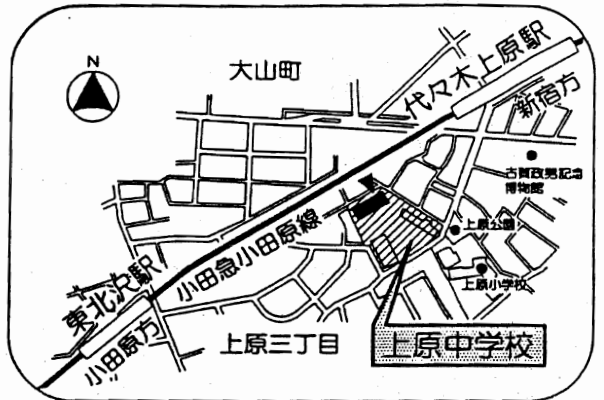 N
大山町
代々木上原駅
新宿方
古賀政男記念
博物館
上原公園
小田急小田原線
上原小学校
東北沢駅
小田原方
上原三丁目
上原中学校